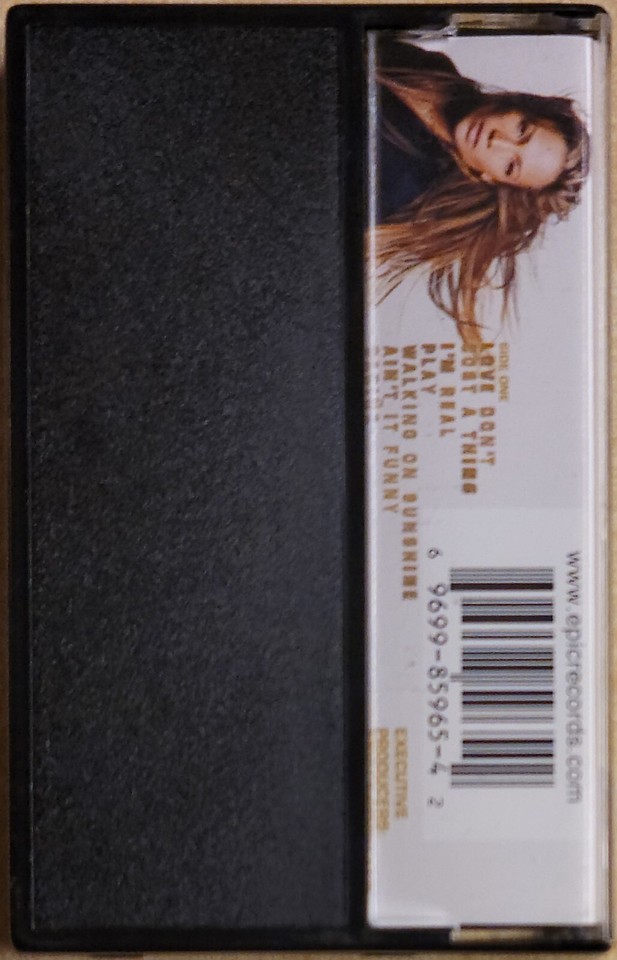 SIDE ONE
LOVE DON'T
COST A THING
I'M REAL
PLAY
WALKING ON SUNSHINE
AIN'T IT FUNNY
www.epicrecords.com
6 9699-85965-4 2
EXECUTIVE
PRODUCERS